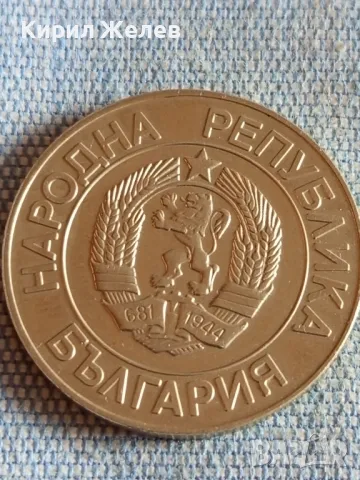 Кирил Желев
НАРОДНА РЕПУБЛИКА
БЪЛГАРИЯ
681 1944